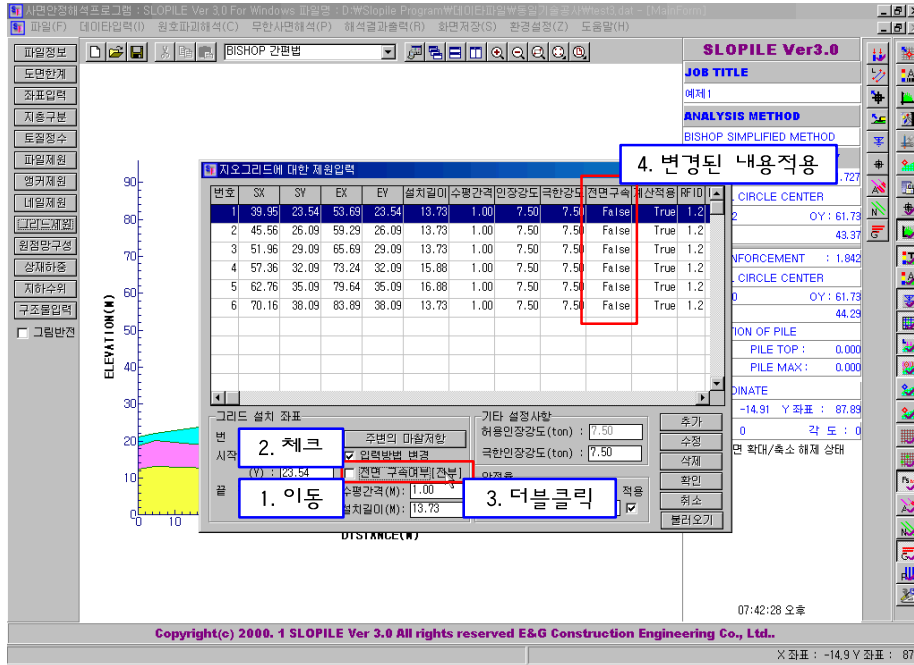 사면안정해석프로그램 : SLOPILE Ver 3,0 For Windows 파일명 : D:₩Slopile Program₩데이타파일₩동일기술공사₩test3.dat - [MainForm]
파일(F) 데이타입력(I) 원호파괴해석(C) 무한사면해석(P) 해석결과출력(R) 화면저장(S) 환경설정(Z) 도움말(H)
파일정보
도면한계
좌표입력
지층구분
토질정수
파일제원
앵커제원
네일제원
그리드제원
원점망구성
상재하중
지하수위
구조물입력
그림반전
BISHOP 간편법
SLOPILE Ver3.0
JOB TITLE
예제1
ANALYSIS METHOD
BISHOP SIMPLIFIED METHOD
.727
CIRCLE CENTER
2 OY : 61.73
43.37
NFORCEMENT : 1.842
CIRCLE CENTER
0 OY : 61.73
44.29
ION OF PILE
PILE TOP : 0.000
PILE MAX : 0.000
DINATE
-14.91 Y 좌표 : 87.89
0 각 도 : 0
면 확대/축소 해제 상태
07:42:28 오후
ELEVATION(M)
90
80
70
60
50
40
30
20
10
0
0 10
DISTANCE(M)
지오그리드에 대한 제원입력
번호 SX SY EX EY 설치길이 수평간격 인장강도 극한강도 전면구속 계산적용 RFID
1 39.95 23.54 53.69 23.54 13.73 1.00 7.50 7.50 False True 1.2
2 45.56 26.09 59.29 26.09 13.73 1.00 7.50 7.50 False True 1.2
3 51.96 29.09 65.69 29.09 13.73 1.00 7.50 7.50 False True 1.2
4 57.36 32.09 73.24 32.09 15.88 1.00 7.50 7.50 False True 1.2
5 62.76 35.09 79.64 35.09 16.88 1.00 7.50 7.50 False True 1.2
6 70.16 38.09 83.89 38.09 13.73 1.00 7.50 7.50 False True 1.2
4. 변경된 내용적용
그리드 설치 좌표
번
시작
(Y) : 23.54
끝
주변의 마찰저항
입력방법 변경
전면 구속여부[잔부]
수평간격(M): 1.00
설치길이(M): 13.73
기타 설정사항
허용인장강도(ton) : 7.50
극한인장강도(ton) : 7.50
안전율
적용
추가
수정
삭제
확인
취소
불러오기
2. 체크
1. 이동
3. 더블클릭
Copyright(c) 2000. 1 SLOPILE Ver 3.0 All rights reserved E&G Construction Engineering Co., Ltd..
X 좌표 : -14,9 Y 좌표 : 87